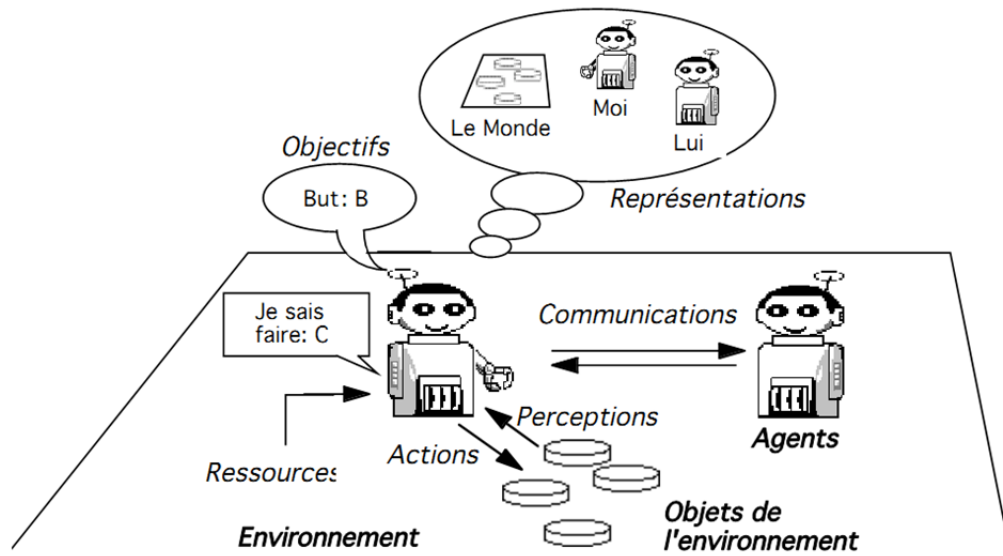 Moi
Le Monde
Lui
Objectifs
But: B
Représentations
Je sais
faire: C
Communications
Perceptions
Agents
Actions
Ressources
Objets de
l'environnement
Environnement